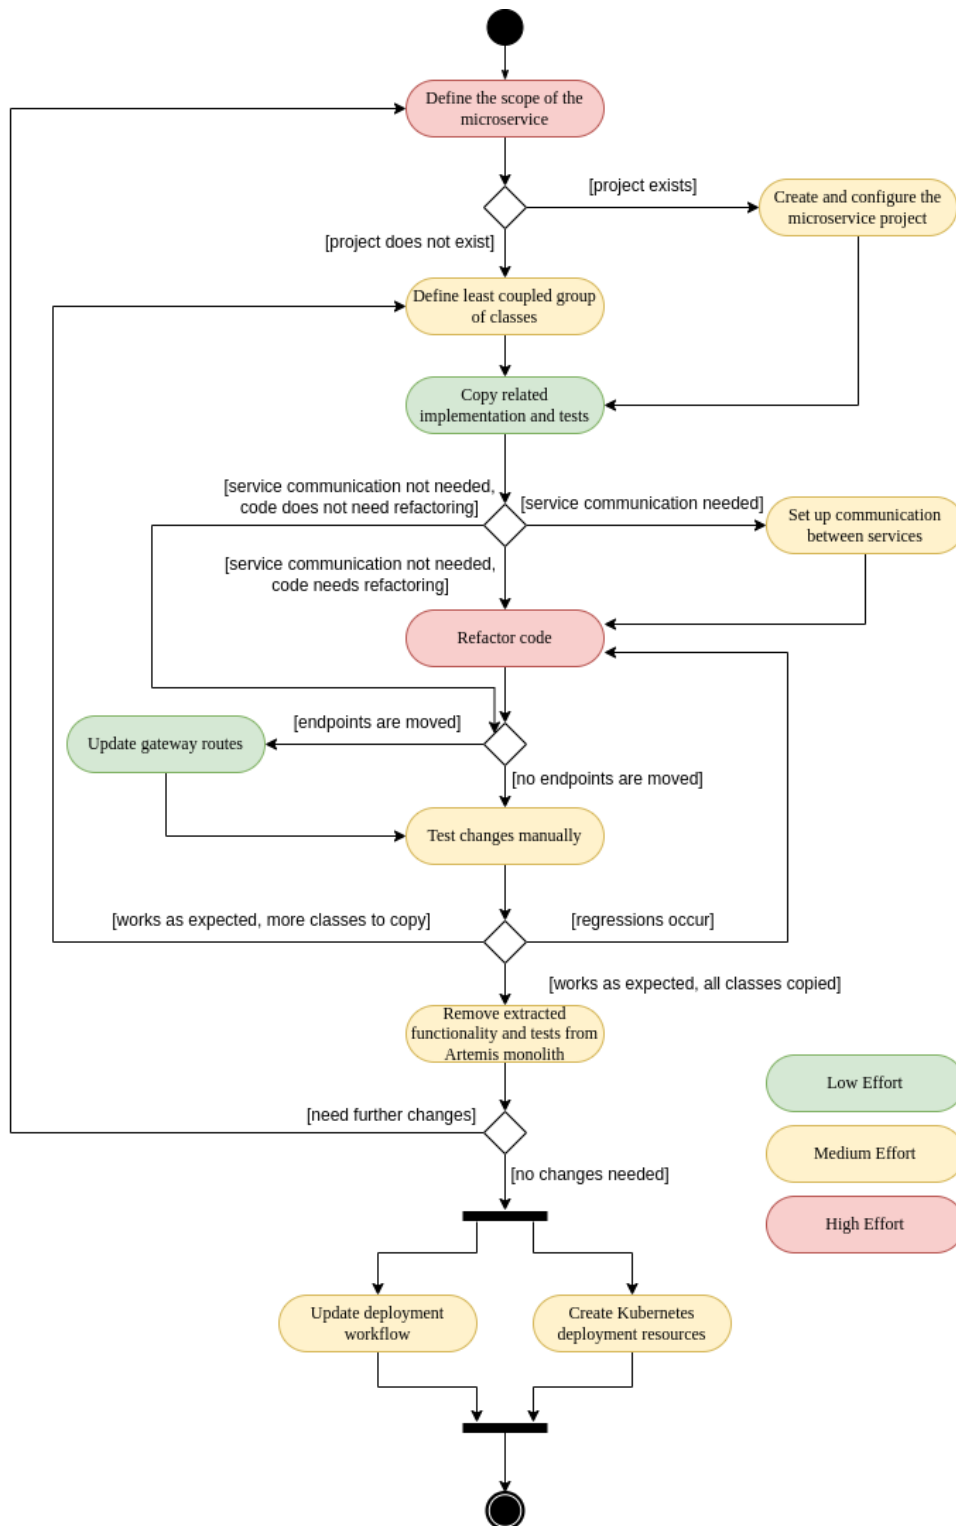 Define the scope of the
microservice
[project exists]
Create and configure the
microservice project
[project does not exist]
Define least coupled group
of classes
Copy related
implementation and tests
[service communication not needed,
code does not need refactoring]
[service communication needed]
Set up communication
between services
[service communication not needed,
code needs refactoring]
Refactor code
[endpoints are moved]
Update gateway routes
[no endpoints are moved]
Test changes manually
[works as expected, more classes to copy]
[regressions occur]
[works as expected, all classes copied]
Remove extracted
functionality and tests from
Artemis monolith
Low Effort
[need further changes]
Medium Effort
[no changes needed]
High Effort
Update deployment
workflow
Create Kubernetes
deployment resources